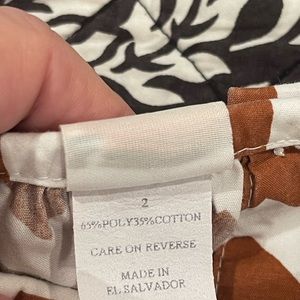 2
65%POLY35%COTTON
CARE ON REVERSE
MADE IN
EL SALVADOR